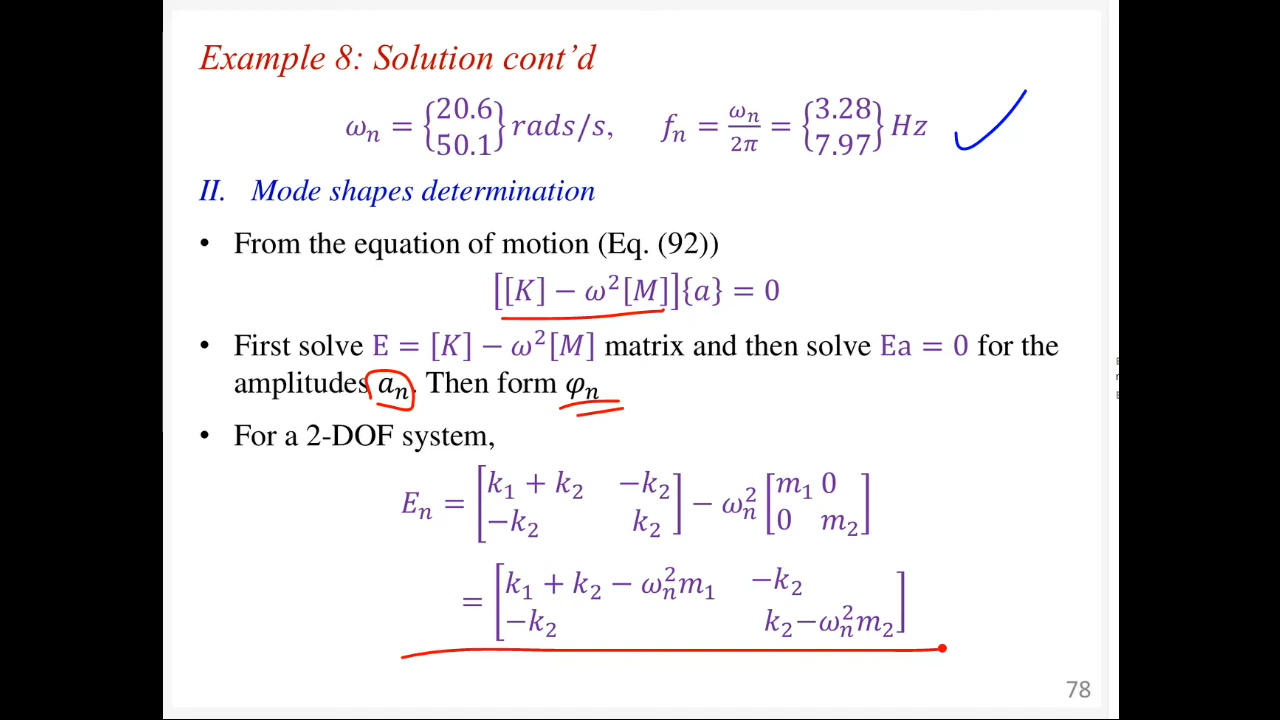 Example 8: Solution cont'd
ωₙ = {20.6 50.1} rads/s, fₙ = ωₙ/2π = {3.28 7.97} Hz
II. Mode shapes determination
• From the equation of motion (Eq. (92))
[[K] − ω²[M]]{a} = 0
• First solve E = [K] − ω²[M] matrix and then solve Ea = 0 for the
amplitudes aₙ. Then form φₙ
• For a 2-DOF system,
Eₙ = [k₁ + k₂ −k₂ −k₂ k₂] − ωₙ² [m₁ 0 0 m₂]
= [k₁ + k₂ − ωₙ²m₁ −k₂ −k₂ k₂−ωₙ²m₂]
78